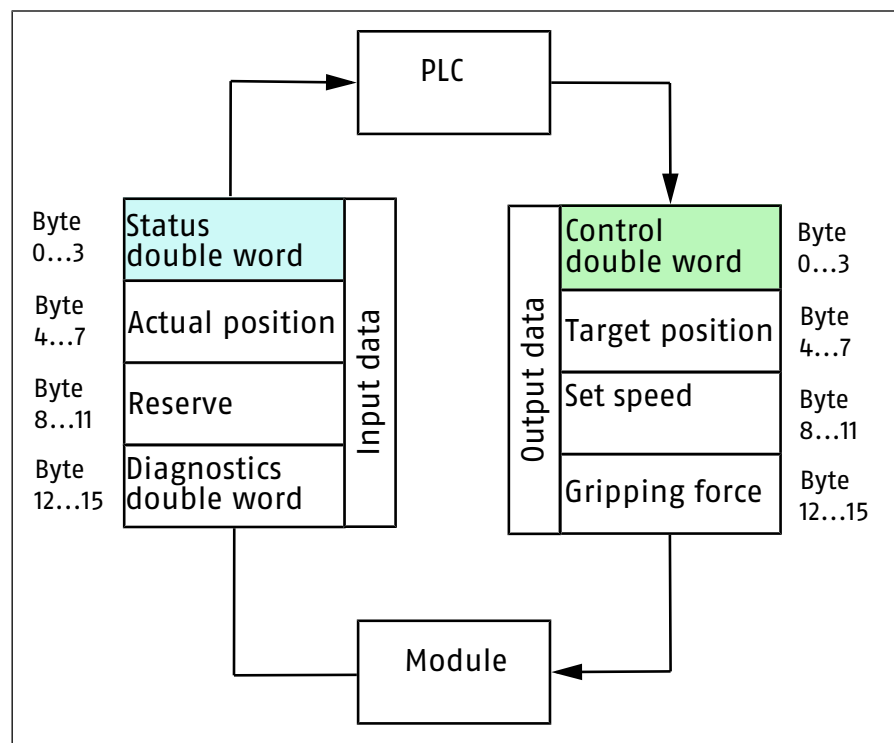 PLC
Byte
0...3
Status
double word
Byte
4...7
Actual position
Byte
8...11
Reserve
Byte
12...15
Diagnostics
double word
Input data
Output data
Control
double word
Byte
0...3
Target position
Byte
4...7
Set speed
Byte
8...11
Gripping force
Byte
12...15
Module